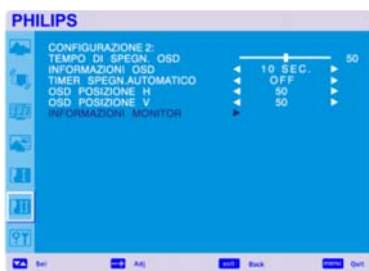 PHILIPS
CONFIGURAZIONE 2:
TEMPO DI SPEGN. OSD 50
INFORMAZIONI OSD 10 SEC.
TIMER SPEGN.AUTOMATICO OFF
OSD POSIZIONE H 50
OSD POSIZIONE V 50
INFORMAZIONI MONITOR
Sel Adj exit Back menu Quit